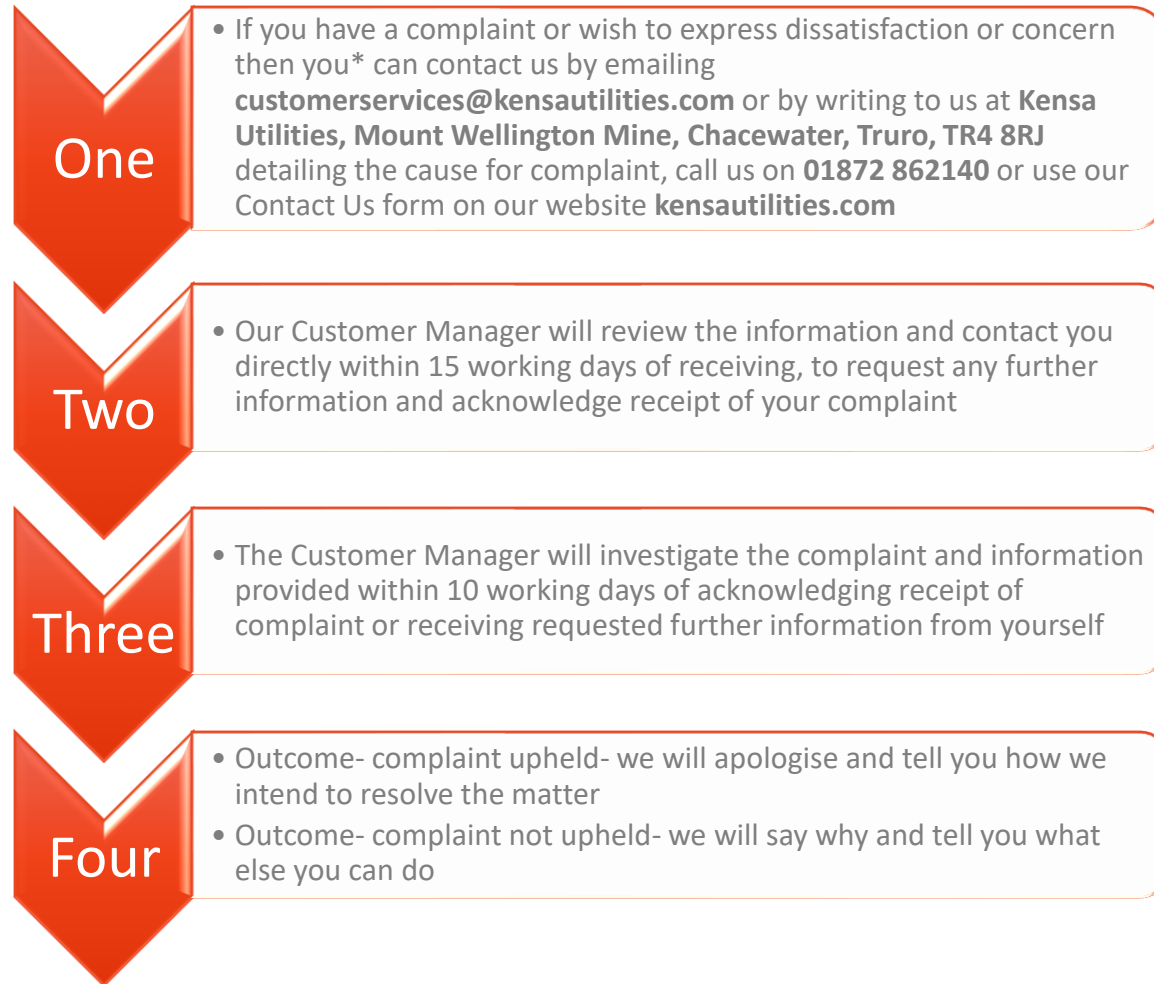 One
• If you have a complaint or wish to express dissatisfaction or concern
then you* can contact us by emailing
customerservices@kensautilities.com or by writing to us at Kensa
Utilities, Mount Wellington Mine, Chacewater, Truro, TR4 8RJ
detailing the cause for complaint, call us on 01872 862140 or use our
Contact Us form on our website kensautilities.com
Two
• Our Customer Manager will review the information and contact you
directly within 15 working days of receiving, to request any further
information and acknowledge receipt of your complaint
Three
• The Customer Manager will investigate the complaint and information
provided within 10 working days of acknowledging receipt of
complaint or receiving requested further information from yourself
Four
• Outcome- complaint upheld- we will apologise and tell you how we
intend to resolve the matter
• Outcome- complaint not upheld- we will say why and tell you what
else you can do